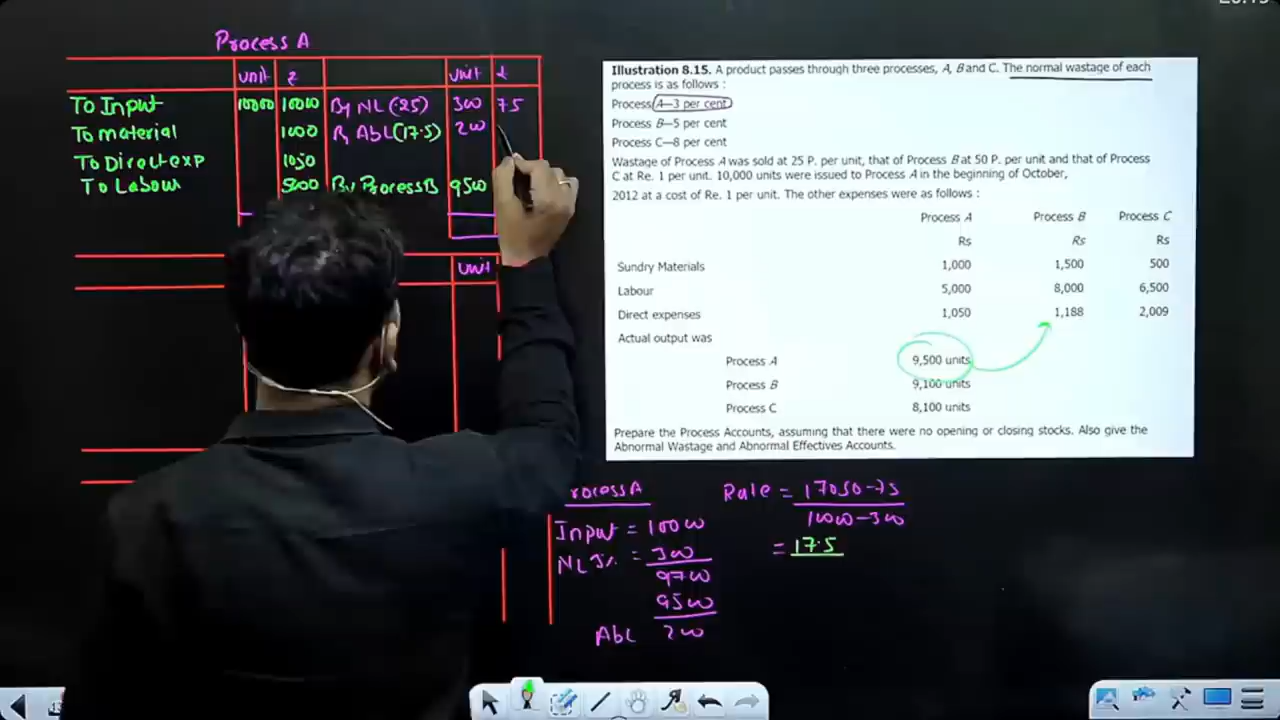 Process A
unit ₹ unit ₹
To Input 10000 10000 By NL (.25) 300 75
To material 1000 By AbL (17.5) 200
To Direct exp 1050
To Labour 5000 By Process B 9500
unit
Illustration 8.15. A product passes through three processes, A, B and C. The normal wastage of each
process is as follows :
Process A—3 per cent
Process B—5 per cent
Process C—8 per cent
Wastage of Process A was sold at 25 P. per unit, that of Process B at 50 P. per unit and that of Process
C at Re. 1 per unit. 10,000 units were issued to Process A in the beginning of October,
2012 at a cost of Re. 1 per unit. The other expenses were as follows :
Process A Process B Process C
Rs Rs Rs
Sundry Materials 1,000 1,500 500
Labour 5,000 8,000 6,500
Direct expenses 1,050 1,188 2,009
Actual output was
Process A 9,500 units
Process B 9,100 units
Process C 8,100 units
Prepare the Process Accounts, assuming that there were no opening or closing stocks. Also give the
Abnormal Wastage and Abnormal Effectives Accounts.
rocess A
Input = 10000
NL 3% = 300
9700
9500
Abl 200
Rate = 17050-75
10000-300
= 17.5